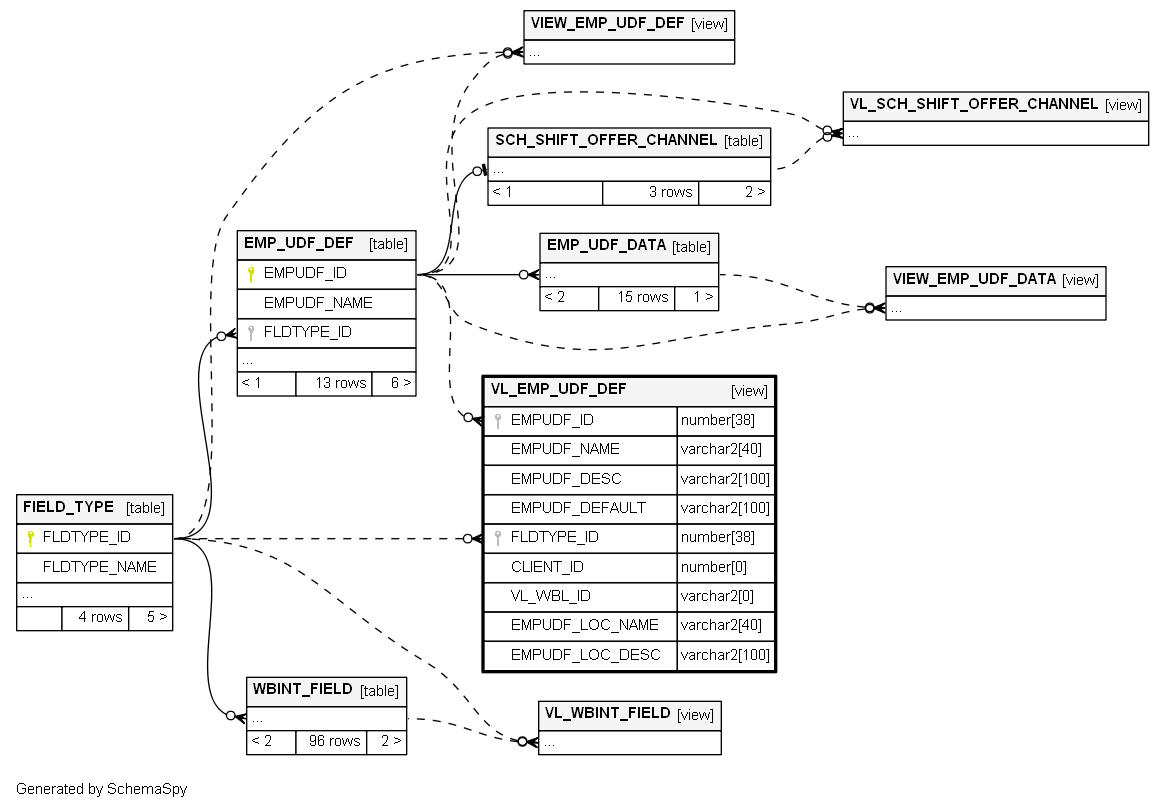 VIEW_EMP_UDF_DEF [view]
...
VL_SCH_SHIFT_OFFER_CHANNEL [view]
...
SCH_SHIFT_OFFER_CHANNEL [table]
...
< 1 3 rows 2 >
EMP_UDF_DEF [table]
EMPUDF_ID
EMPUDF_NAME
FLDTYPE_ID
...
< 1 13 rows 6 >
EMP_UDF_DATA [table]
...
< 2 15 rows 1 >
VIEW_EMP_UDF_DATA [view]
...
VL_EMP_UDF_DEF [view]
EMPUDF_ID number[38]
EMPUDF_NAME varchar2[40]
EMPUDF_DESC varchar2[100]
EMPUDF_DEFAULT varchar2[100]
FLDTYPE_ID number[38]
CLIENT_ID number[0]
VL_WBL_ID varchar2[0]
EMPUDF_LOC_NAME varchar2[40]
EMPUDF_LOC_DESC varchar2[100]
FIELD_TYPE [table]
FLDTYPE_ID
FLDTYPE_NAME
...
4 rows 5 >
WBINT_FIELD [table]
...
< 2 96 rows 2 >
VL_WBINT_FIELD [view]
...
Generated by SchemaSpy